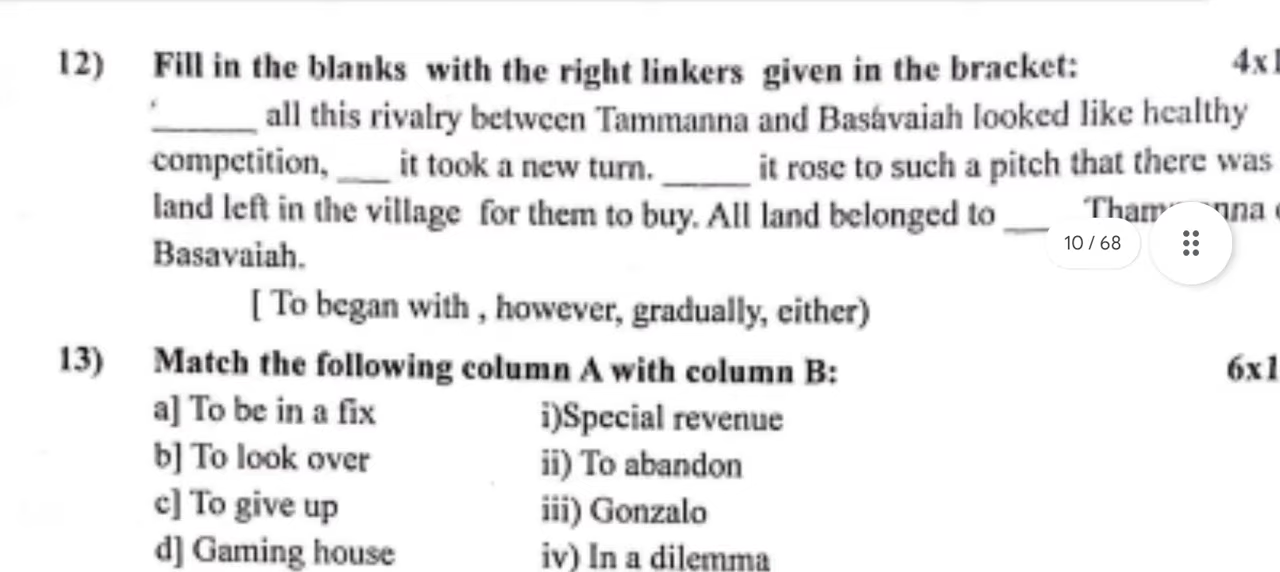 12) Fill in the blanks with the right linkers given in the bracket: 4x1
______ all this rivalry between Tammanna and Basavaiah looked like healthy
competition, ___ it took a new turn. _____ it rose to such a pitch that there was
land left in the village for them to buy. All land belonged to ___
Basavaiah.
10 / 68
[ To began with , however, gradually, either)
13) Match the following column A with column B: 6x1
a] To be in a fix i)Special revenue
b] To look over ii) To abandon
c] To give up iii) Gonzalo
d] Gaming house iv) In a dilemma